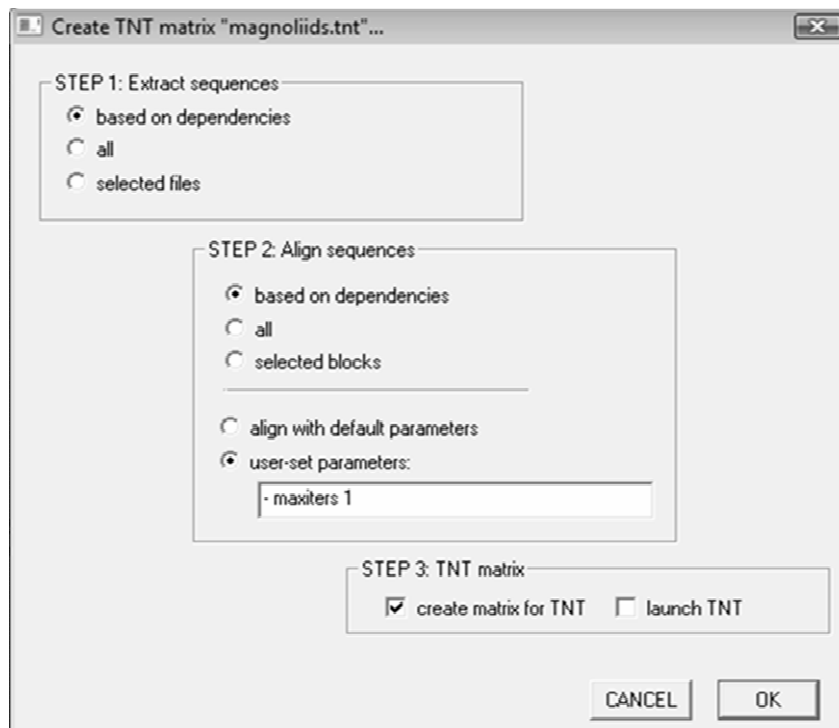 Create TNT matrix "magnoliids.tnt"...
STEP 1: Extract sequences
based on dependencies
all
selected files
STEP 2: Align sequences
based on dependencies
all
selected blocks
align with default parameters
user-set parameters:
- maxiters 1
STEP 3: TNT matrix
create matrix for TNT launch TNT
CANCEL OK